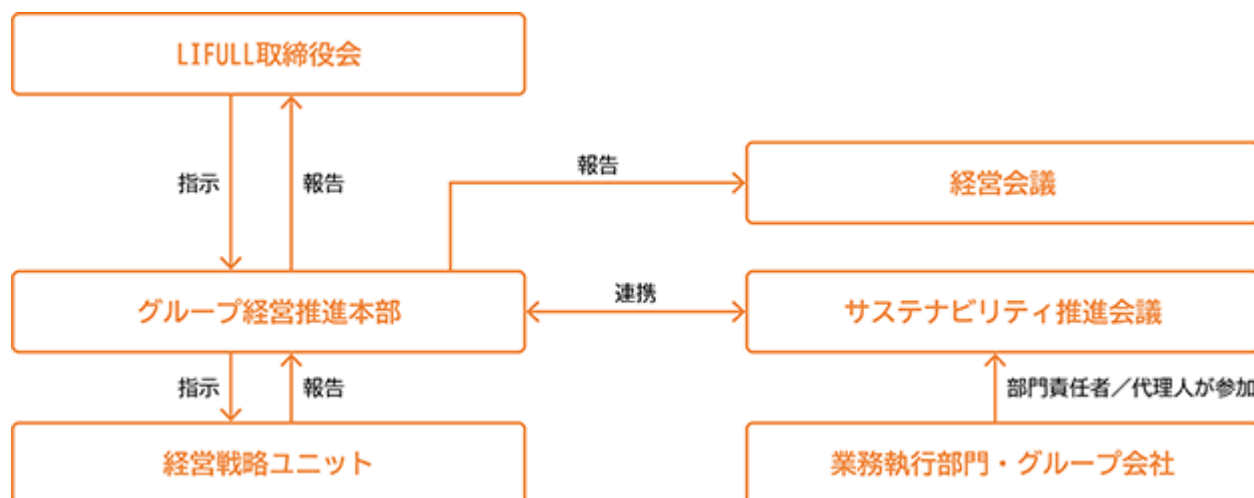 LIFULL取締役会
指示
報告
報告
経営会議
グループ経営推進本部
連携
サステナビリティ推進会議
指示
報告
部門責任者／代理人が参加
経営戦略ユニット
業務執行部門・グループ会社